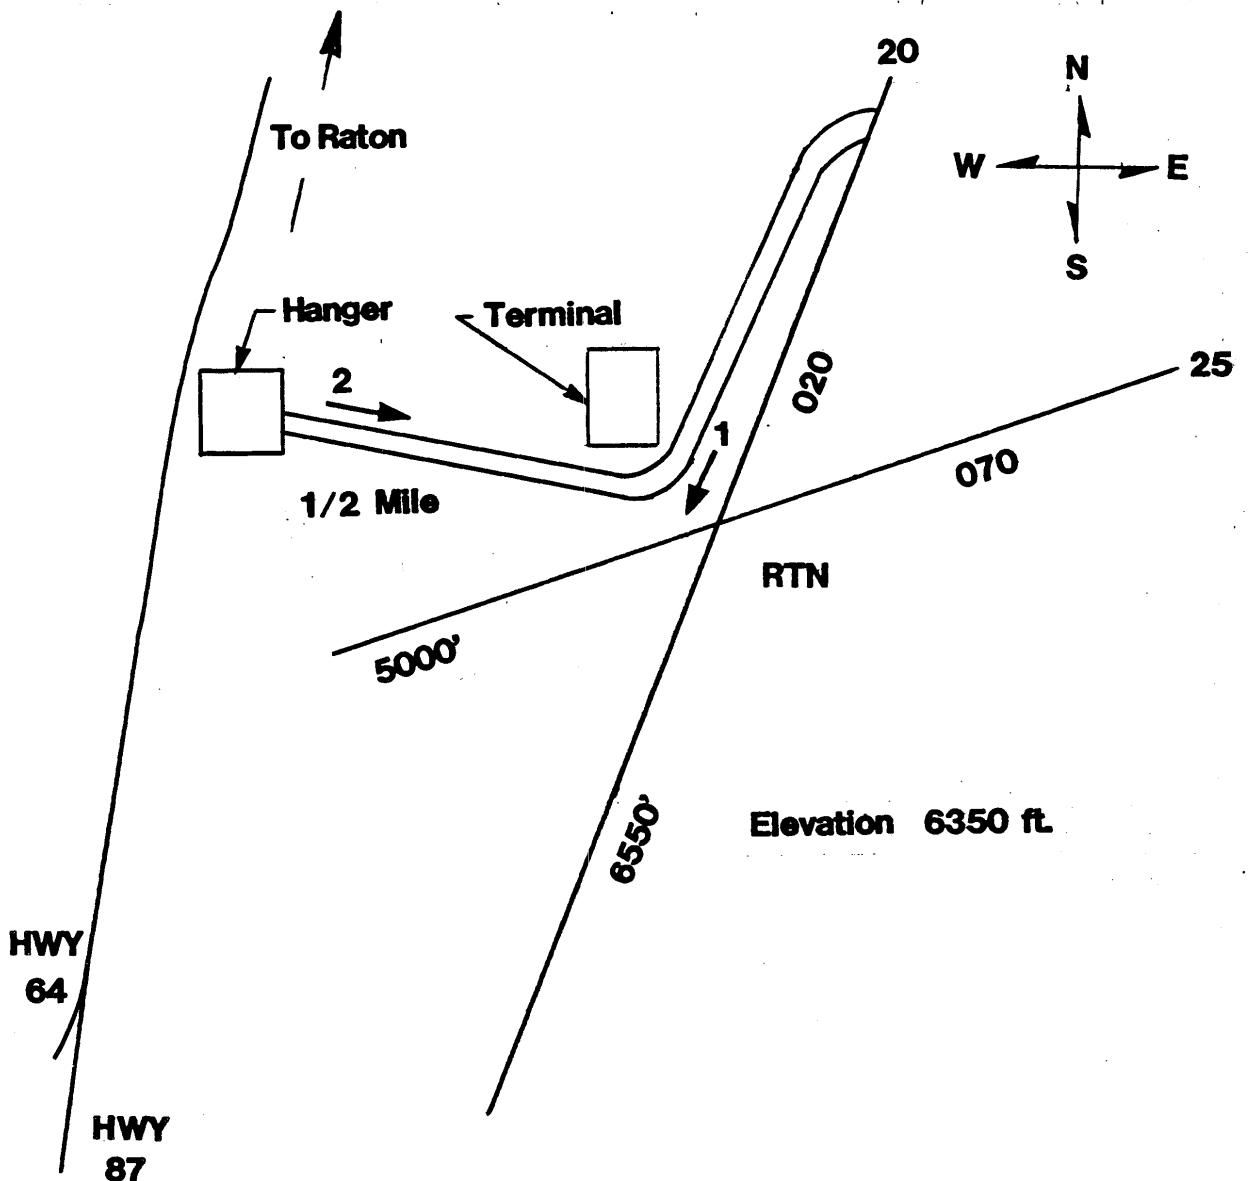 20
N
To Raton
W E
S
Hanger
Terminal
25
2
020
1
070
1/2 Mile
RTN
5000'
6550'
Elevation 6350 ft.
HWY
64
HWY
87